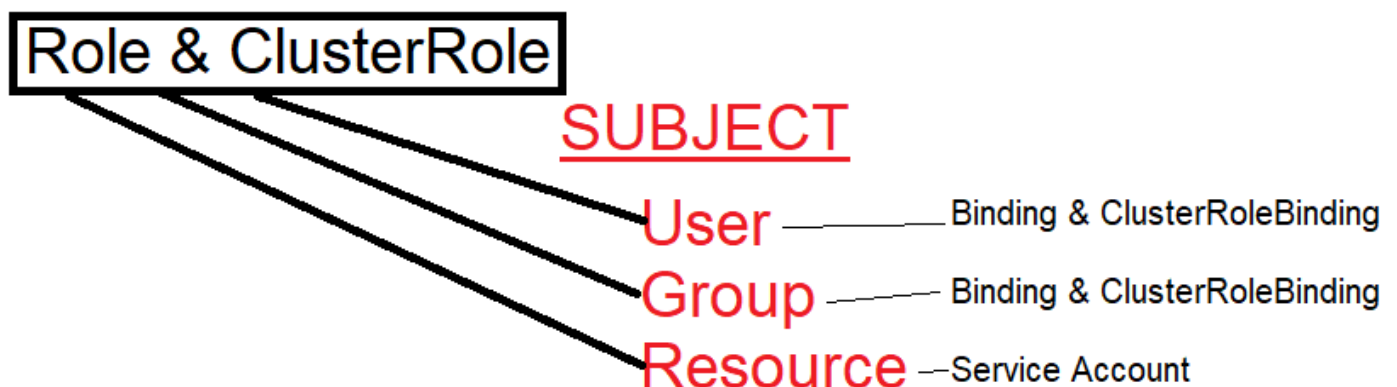 Role & ClusterRole
SUBJECT
User
Binding & ClusterRoleBinding
Group
Binding & ClusterRoleBinding
Resource
Service Account